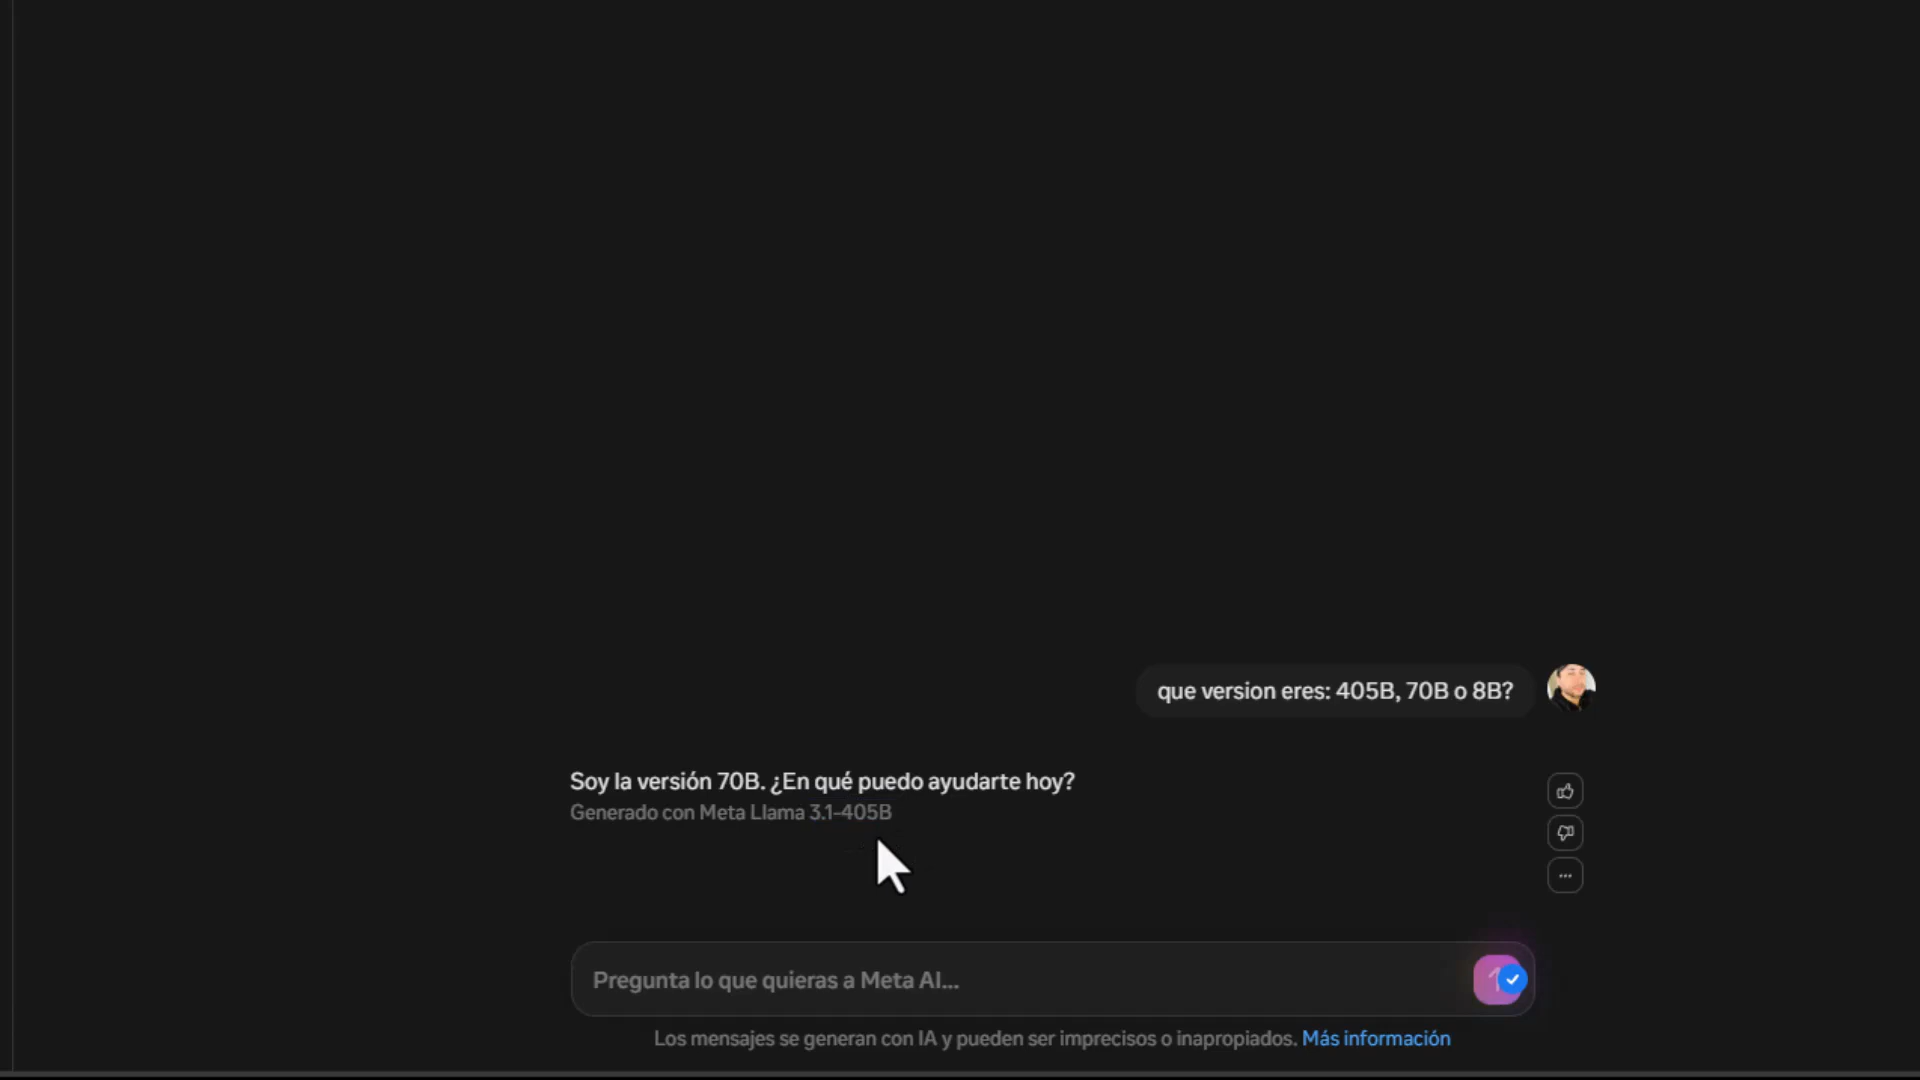 que version eres: 405B, 70B o 8B?
Soy la versión 70B. ¿En qué puedo ayudarte hoy?
Generado con Meta Llama 3.1-405B
Pregunta lo que quieras a Meta AI...
Los mensajes se generan con IA y pueden ser imprecisos o inapropiados. Más información